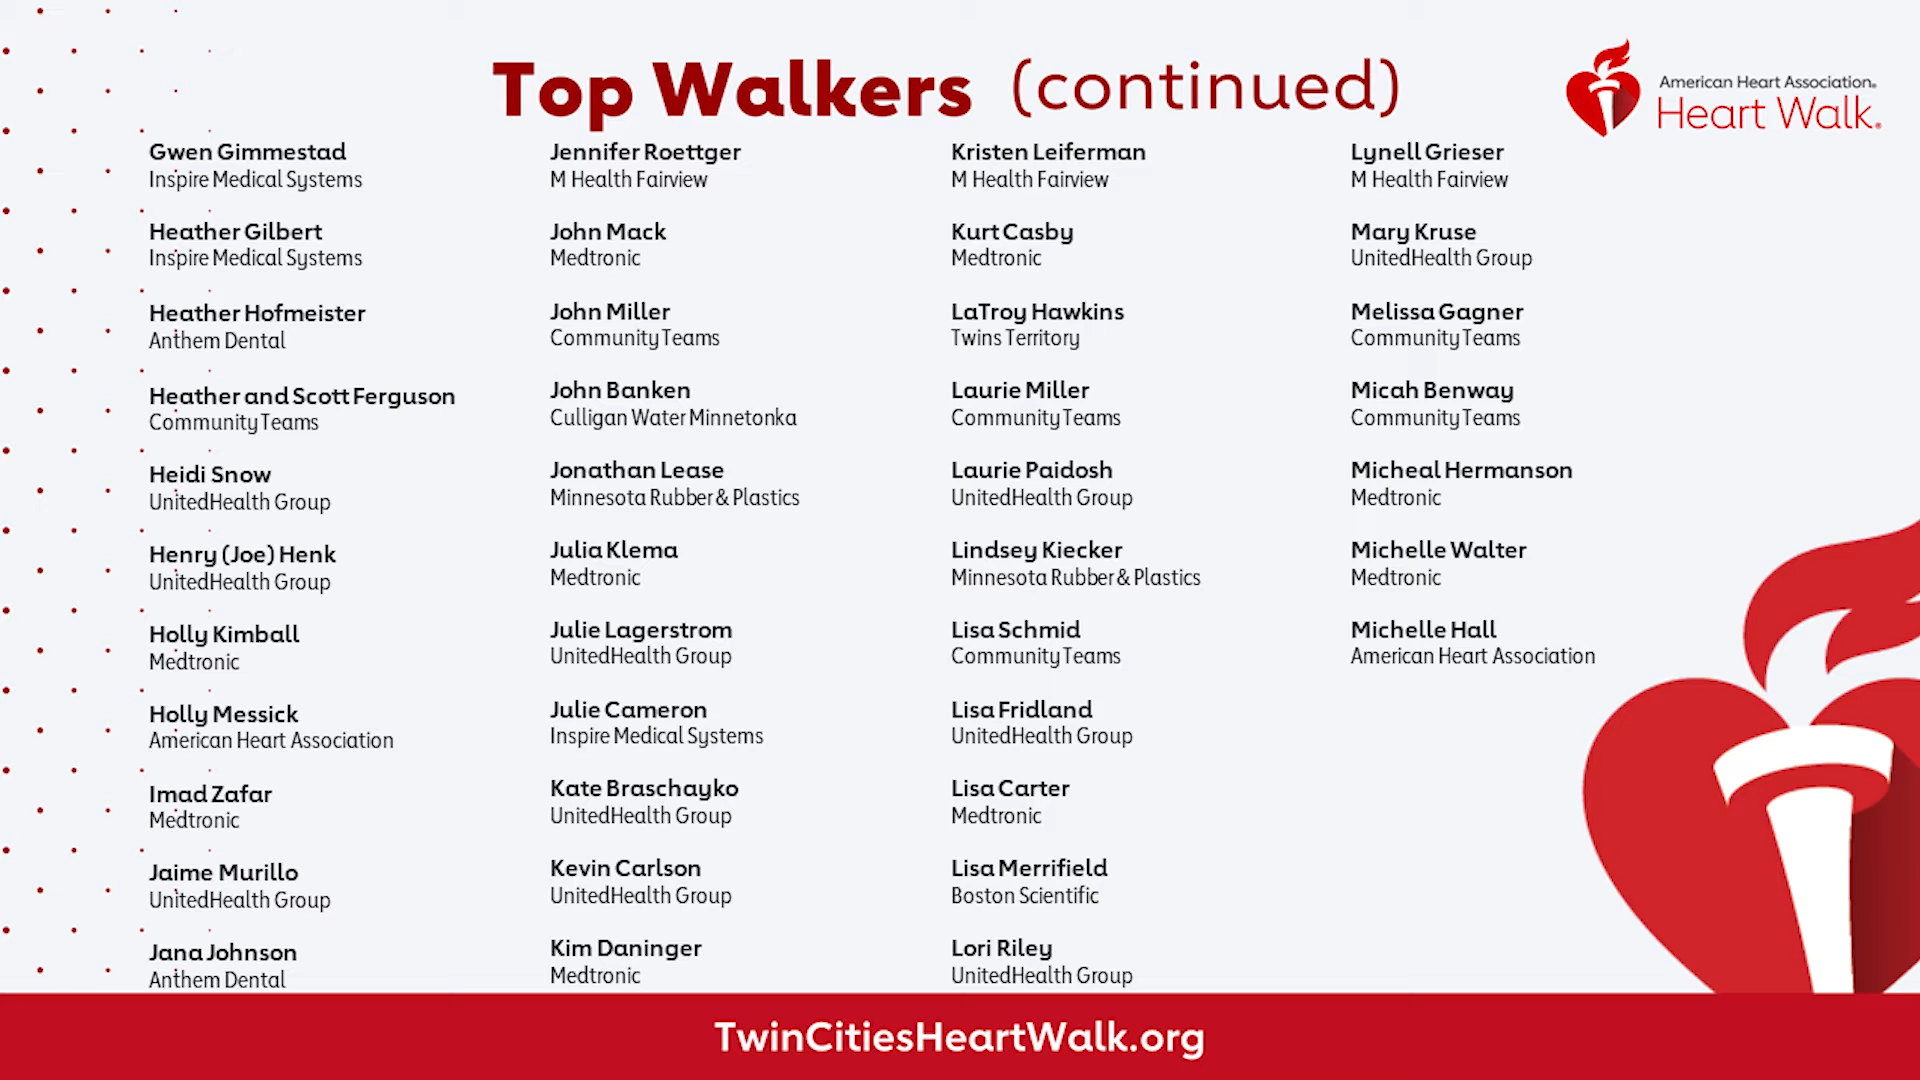 Top Walkers (continued)
American Heart Association®
Heart Walk®
Gwen Gimmestad
Inspire Medical Systems
Heather Gilbert
Inspire Medical Systems
Heather Hofmeister
Anthem Dental
Heather and Scott Ferguson
Community Teams
Heidi Snow
UnitedHealth Group
Henry (Joe) Henk
UnitedHealth Group
Holly Kimball
Medtronic
Holly Messick
American Heart Association
Imad Zafar
Medtronic
Jaime Murillo
UnitedHealth Group
Jana Johnson
Anthem Dental
Jennifer Roettger
M Health Fairview
John Mack
Medtronic
John Miller
Community Teams
John Banken
Culligan Water Minnetonka
Jonathan Lease
Minnesota Rubber & Plastics
Julia Klema
Medtronic
Julie Lagerstrom
UnitedHealth Group
Julie Cameron
Inspire Medical Systems
Kate Braschayko
UnitedHealth Group
Kevin Carlson
UnitedHealth Group
Kim Daninger
Medtronic
Kristen Leiferman
M Health Fairview
Kurt Casby
Medtronic
LaTroy Hawkins
Twins Territory
Laurie Miller
Community Teams
Laurie Paidosh
UnitedHealth Group
Lindsey Kiecker
Minnesota Rubber & Plastics
Lisa Schmid
Community Teams
Lisa Fridland
UnitedHealth Group
Lisa Carter
Medtronic
Lisa Merrifield
Boston Scientific
Lori Riley
UnitedHealth Group
Lynell Grieser
M Health Fairview
Mary Kruse
UnitedHealth Group
Melissa Gagner
Community Teams
Micah Benway
Community Teams
Micheal Hermanson
Medtronic
Michelle Walter
Medtronic
Michelle Hall
American Heart Association
TwinCitiesHeartWalk.org